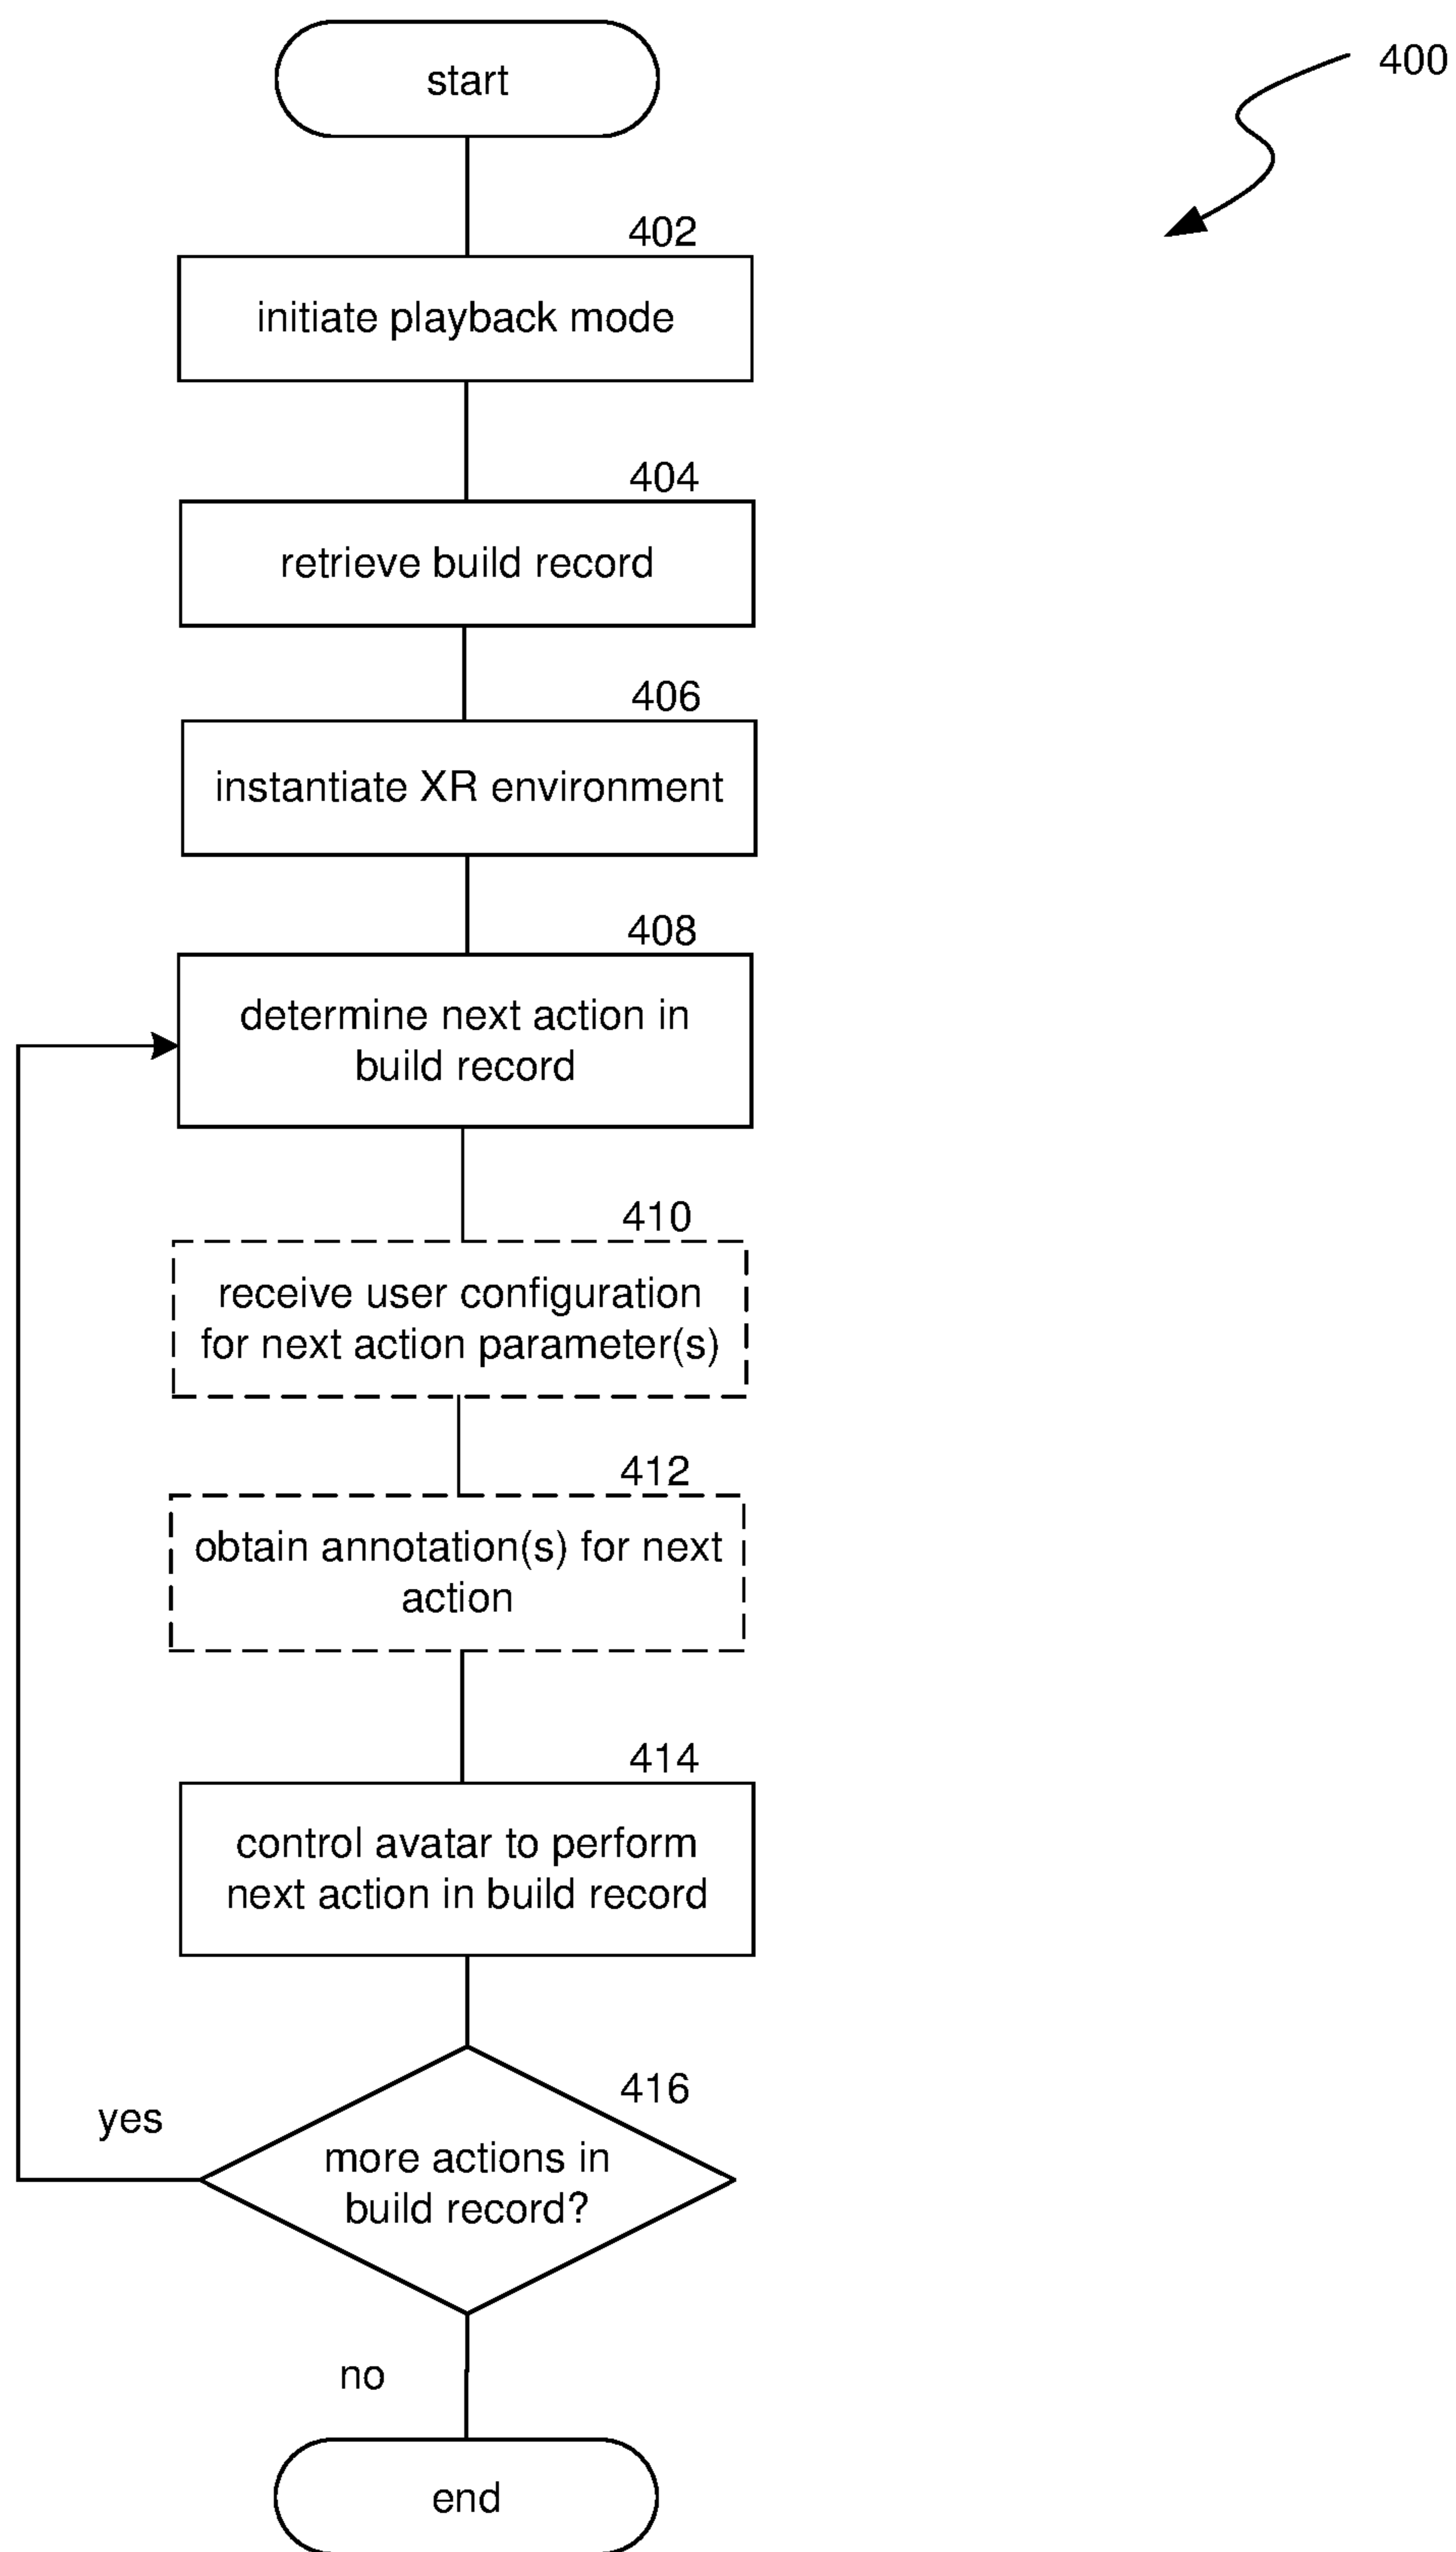 start
400
402
initiate playback mode
404
retrieve build record
406
instantiate XR environment
408
determine next action in
build record
410
receive user configuration
for next action parameter(s)
412
obtain annotation(s) for next
action
414
control avatar to perform
next action in build record
416
more actions in
build record?
yes
no
end